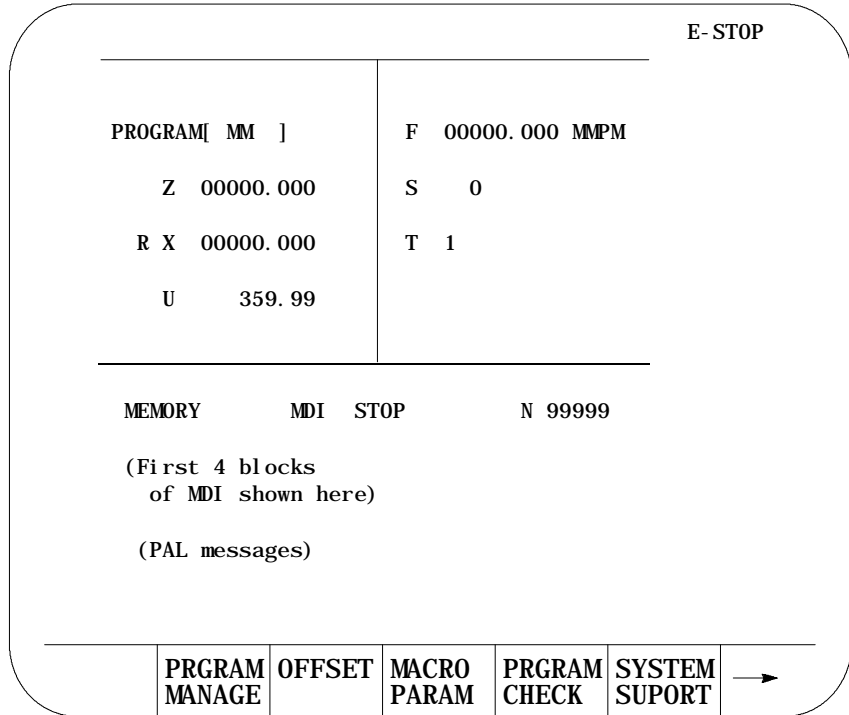 E-STOP
PROGRAM[ MM ] F 00000.000 MMPM
Z 00000.000 S 0
R X 00000.000 T 1
U 359.99
MEMORY MDI STOP N 99999
(First 4 blocks
of MDI shown here)
(PAL messages)
PRGRAM OFFSET MACRO PRGRAM SYSTEM
MANAGE PARAM CHECK SUPORT